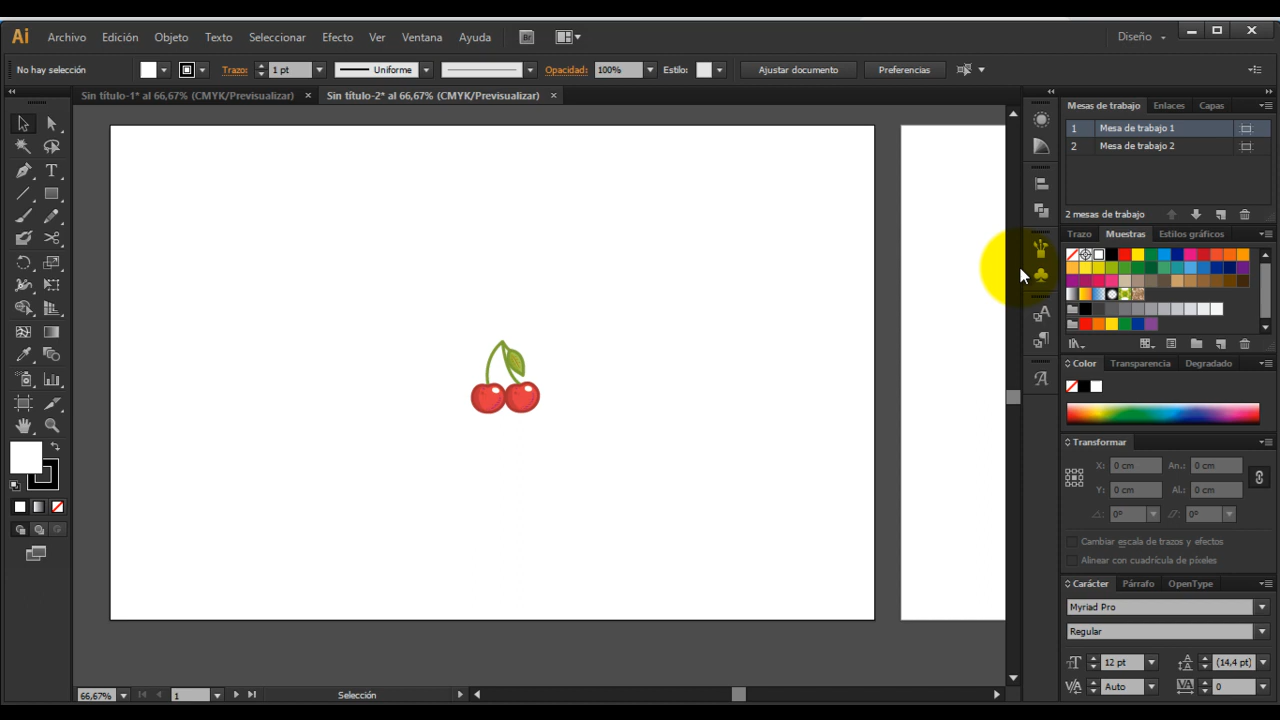 Ai Archivo Edición Objeto Texto Seleccionar Efecto Ver Ventana Ayuda Br Diseño
No hay selección Trazo: 1 pt Uniforme Opacidad: 100% Estilo: Ajustar documento Preferencias
Sin título-1* al 66,67% (CMYK/Previsualizar) × Sin título-2* al 66,67% (CMYK/Previsualizar) ×
Mesas de trabajo Enlaces Capas
1 Mesa de trabajo 1
2 Mesa de trabajo 2
2 mesas de trabajo
Trazo Muestras Estilos gráficos
Color Transparencia Degradado
Transformar
X: 0 cm An.: 0 cm
Y: 0 cm Al.: 0 cm
0° 0°
Cambiar escala de trazos y efectos
Alinear con cuadrícula de píxeles
Carácter Párrafo OpenType
Myriad Pro
Regular
12 pt (14,4 pt)
Auto 0
66,67% 1 Selección